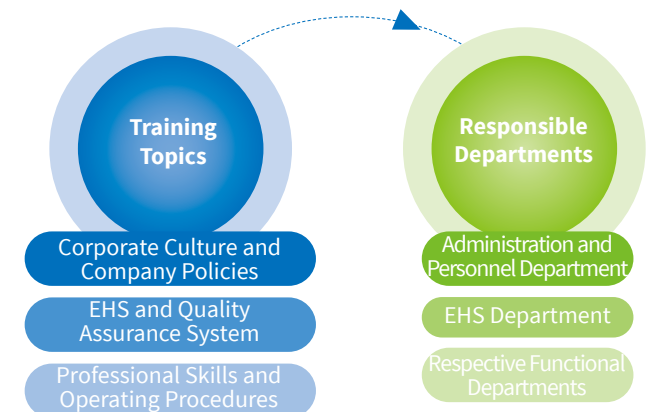 Training
Topics
Corporate Culture and
Company Policies
EHS and Quality
Assurance System
Professional Skills and
Operating Procedures
Responsible
Departments
Administration and
Personnel Department
EHS Department
Respective Functional
Departments